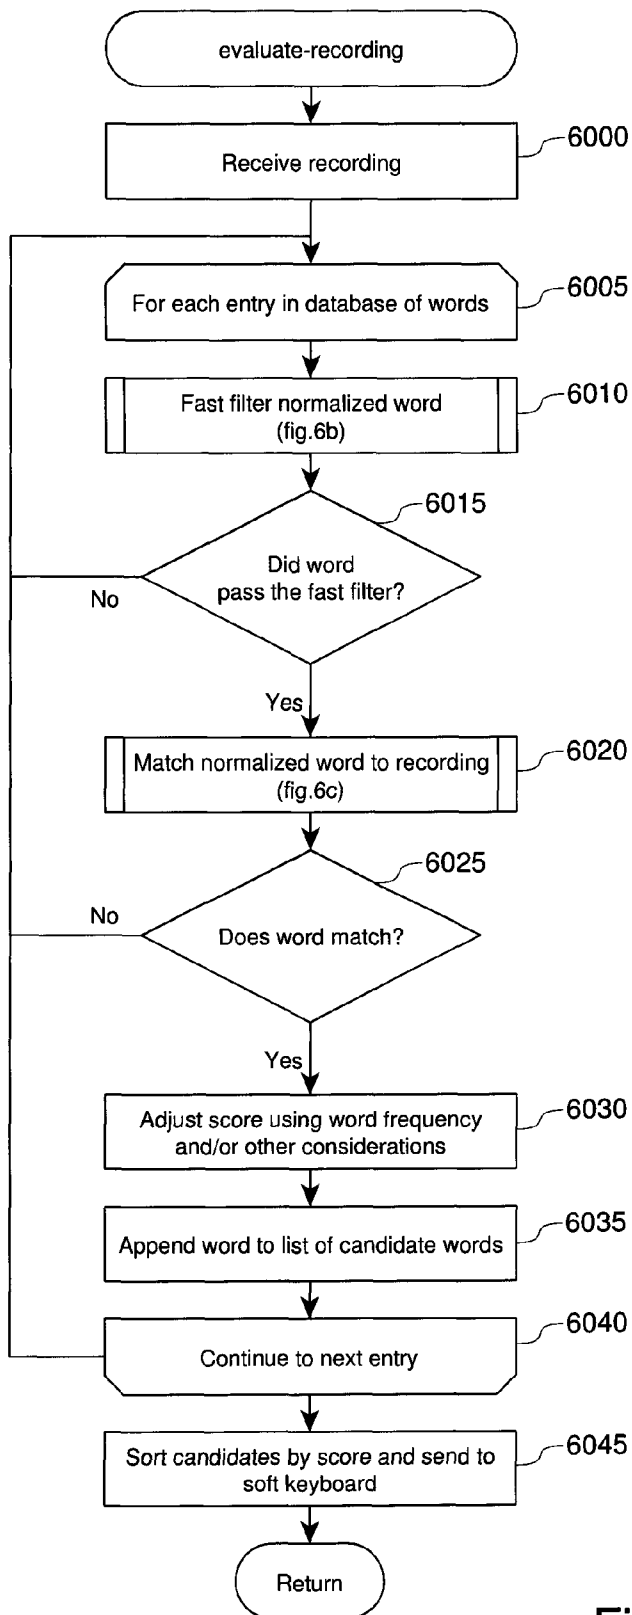 evaluate-recording
Receive recording
6000
For each entry in database of words
6005
Fast filter normalized word
(fig.6b)
6010
6015
Did word
pass the fast filter?
No
Yes
Match normalized word to recording
(fig.6c)
6020
6025
No
Does word match?
Yes
Adjust score using word frequency
and/or other considerations
6030
Append word to list of candidate words
6035
Continue to next entry
6040
Sort candidates by score and send to
soft keyboard
6045
Return